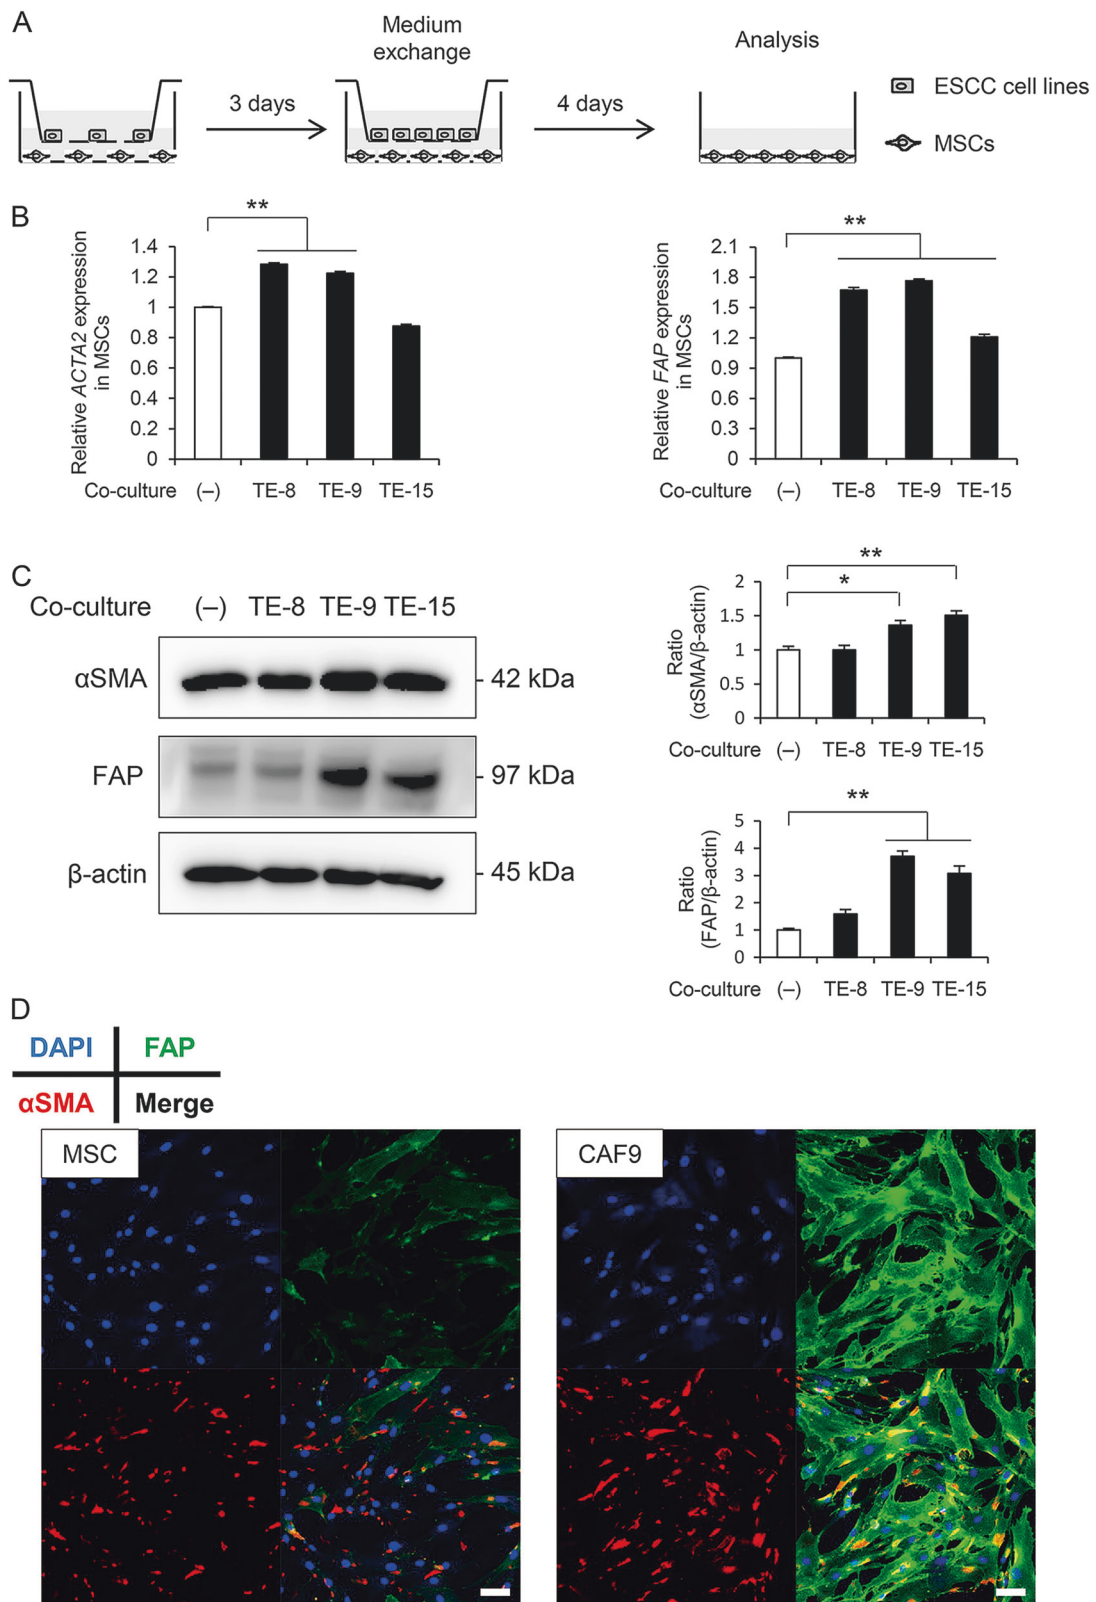 A
Medium
exchange
Analysis
3 days
4 days
ESCC cell lines
MSCs
B
**
Relative ACTA2 expression
in MSCs
1.4
1.2
1
0.8
0.6
0.4
0.2
0
Co-culture (–) TE-8 TE-9 TE-15
**
Relative FAP expression
in MSCs
2.1
1.8
1.5
1.2
0.9
0.6
0.3
0
Co-culture (–) TE-8 TE-9 TE-15
C
Co-culture (–) TE-8 TE-9 TE-15
αSMA 42 kDa
FAP 97 kDa
β-actin 45 kDa
**
*
Ratio
(αSMA/β-actin)
2
1.5
1
0.5
0
Co-culture (–) TE-8 TE-9 TE-15
**
Ratio
(FAP/β-actin)
5
4
3
2
1
0
Co-culture (–) TE-8 TE-9 TE-15
D
DAPI FAP
αSMA Merge
MSC
CAF9